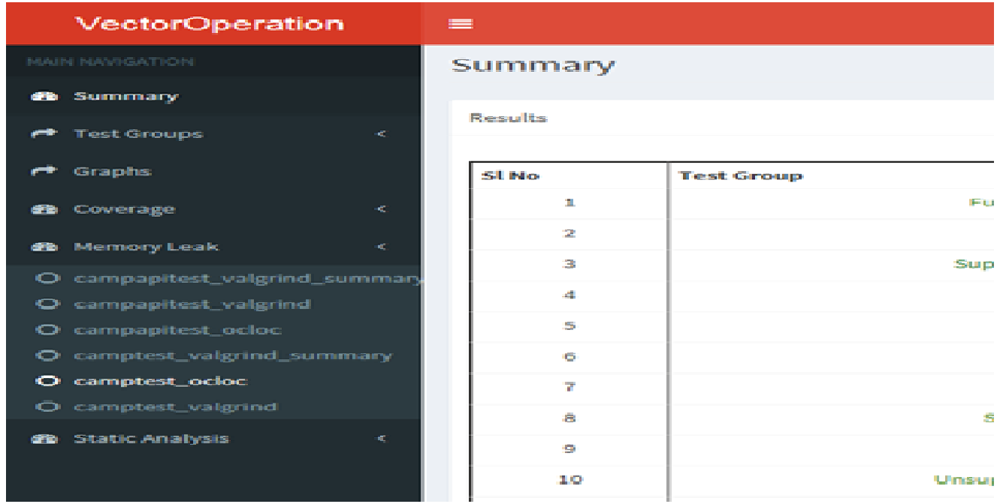 VectorOperation
MAIN NAVIGATION
Summary
Test Groups
Graphs
Coverage
Memory Leak
campapitest_valgrind_summary
campapitest_valgrind
campapitest_ocloc
camptest_valgrind_summary
camptest_ocloc
camptest_valgrind
Static Analysis
Summary
Results
Sl No Test Group
1 Fu
2
3 Sup
4
5
6
7
8 S
9
10 Unsup